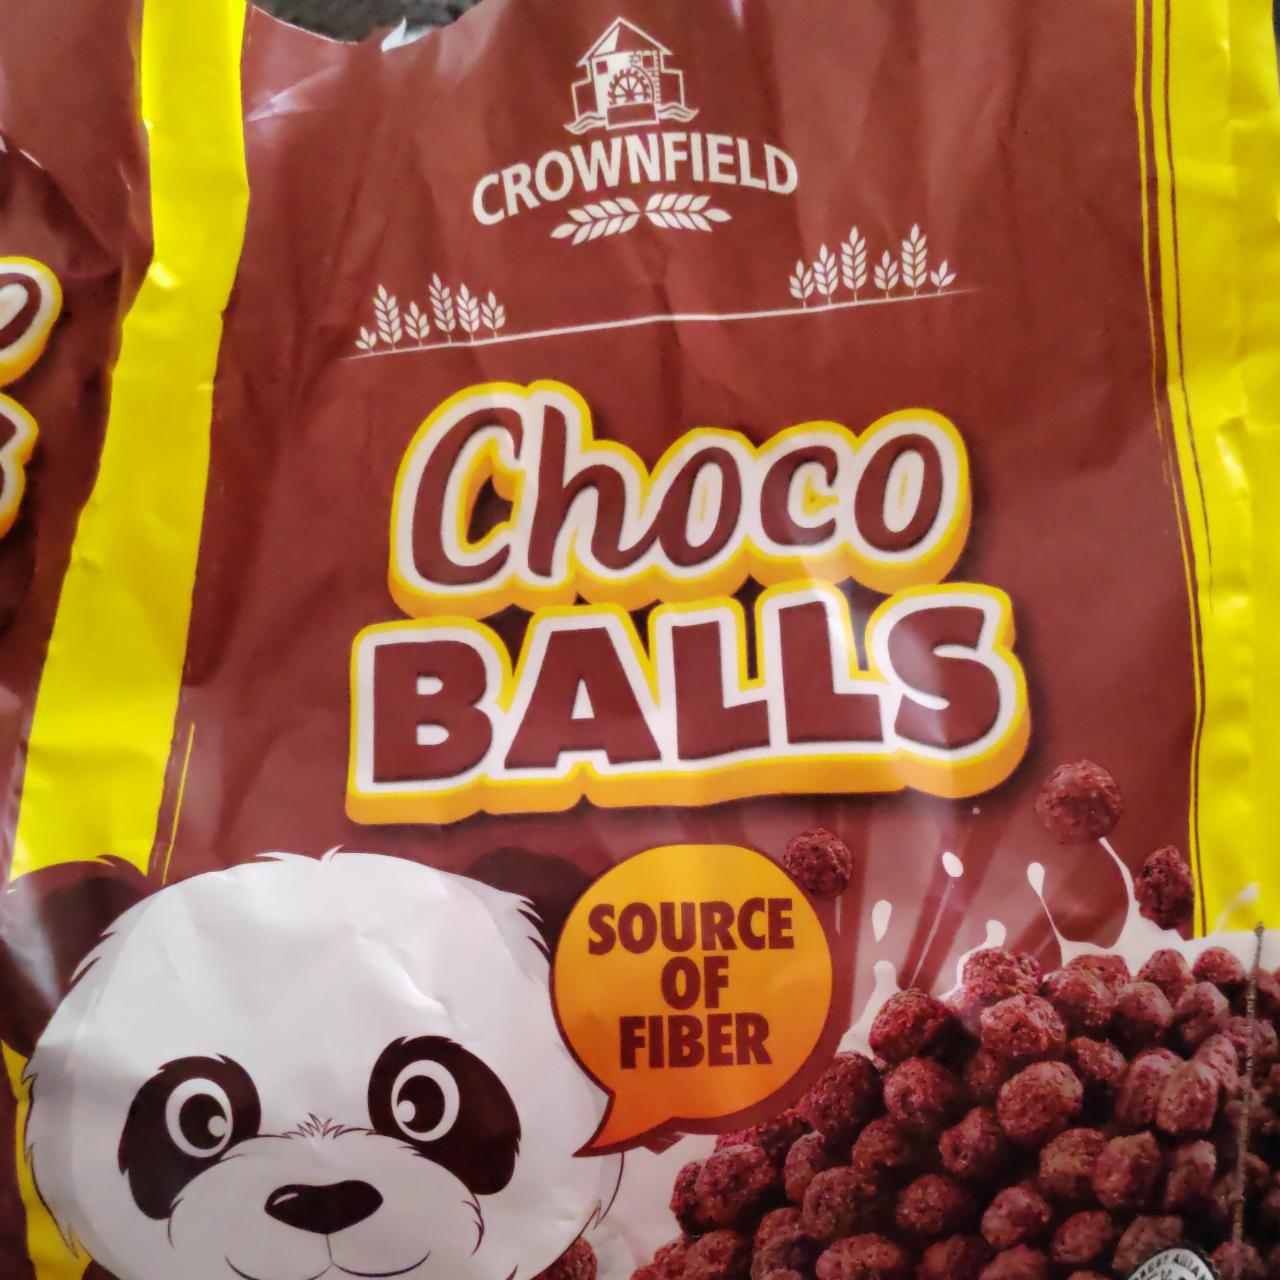 CROWNFIELD
Choco
BALLS
SOURCE
OF
FIBER